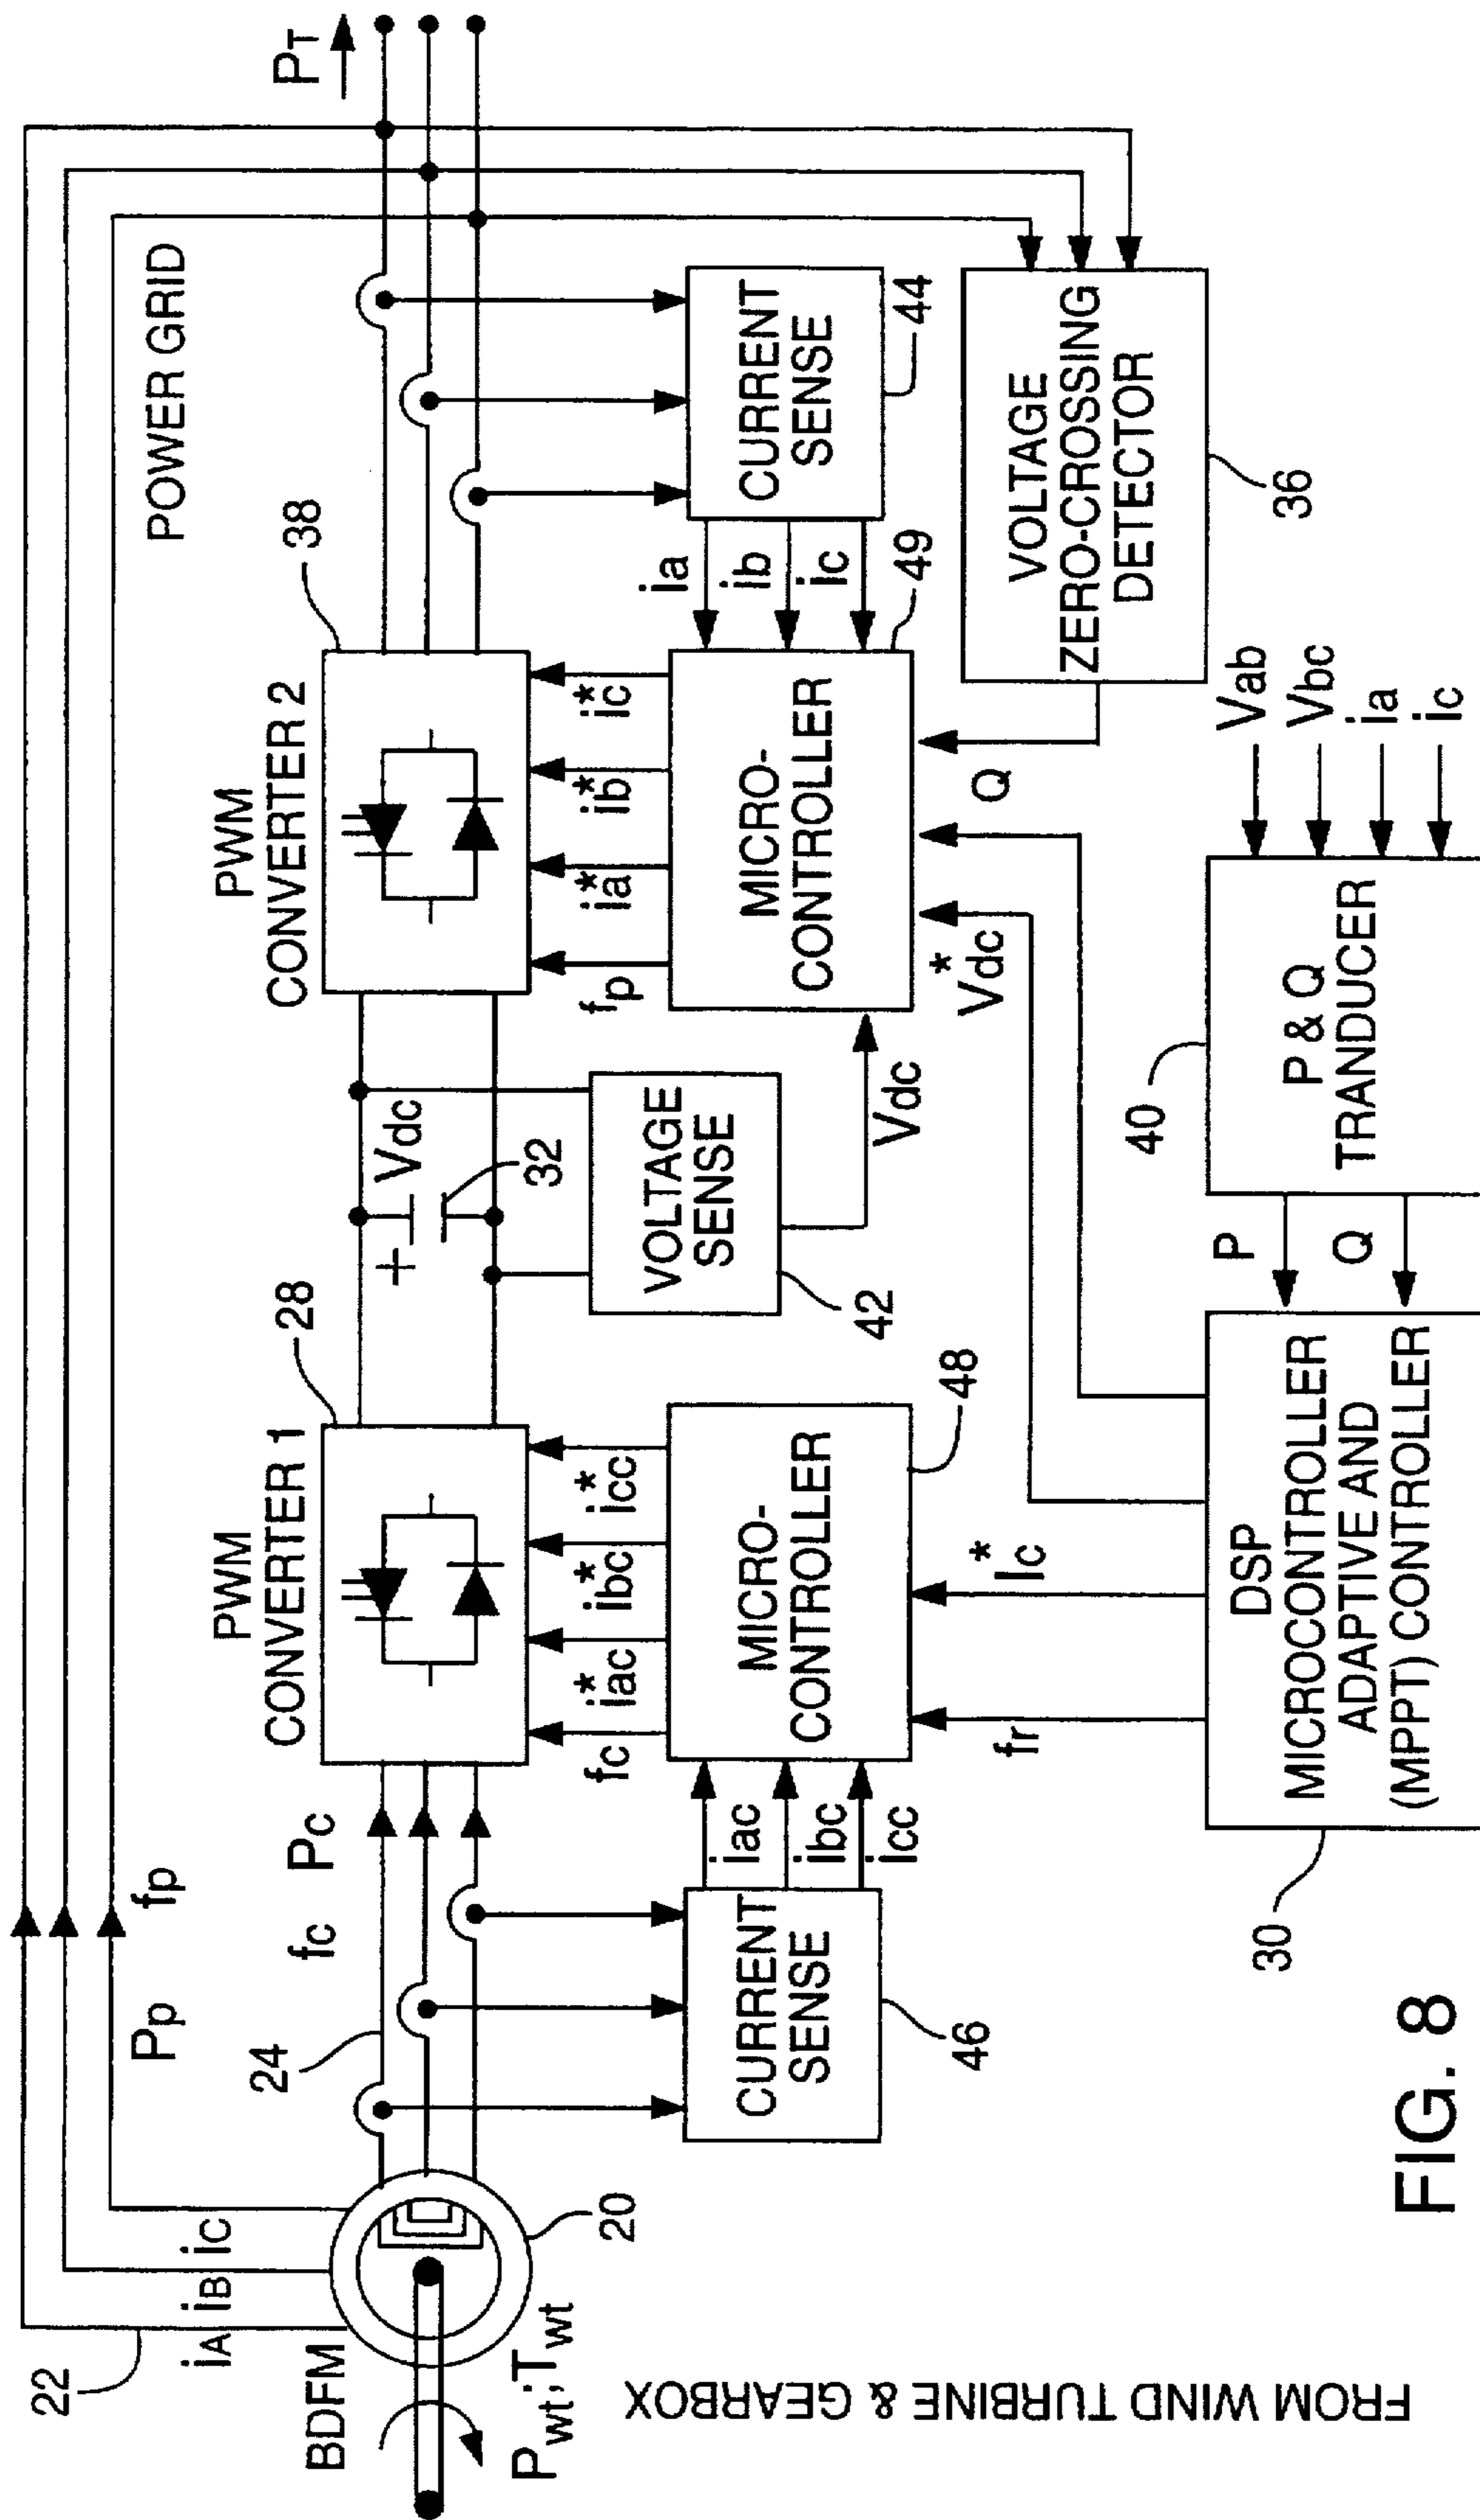 22
iA iB iC
Pp fp
POWER GRID
PT
BDFM
Pwt, Twt
20
24
fc Pc
PWM
CONVERTER 1
28
+ Vdc
32
PWM
CONVERTER 2
38
fc i*ac i*bc i*cc
fp i*a i*b i*c
CURRENT
SENSE
46
iac
ibc
icc
MICRO-
CONTROLLER
48
VOLTAGE
SENSE
42
Vdc
MICRO-
CONTROLLER
49
ia
ib
ic
CURRENT
SENSE
44
fr I*c
V*dc Q
VOLTAGE
ZERO-CROSSING
DETECTOR
36
30
DSP
MICROCONTROLLER
ADAPTIVE AND
(MPPT) CONTROLLER
P
Q
40
P & Q
TRANDUCER
Vab
Vbc
ia
ic
FROM WIND TURBINE & GEARBOX
FIG. 8